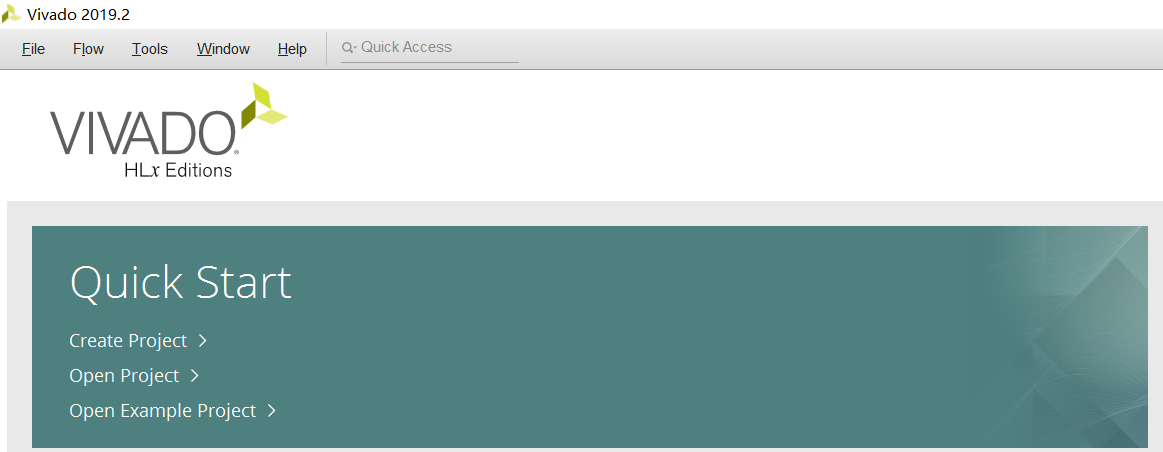 Vivado 2019.2
File Flow Tools Window Help Quick Access
VIVADO®
HLx Editions
Quick Start
Create Project
Open Project
Open Example Project